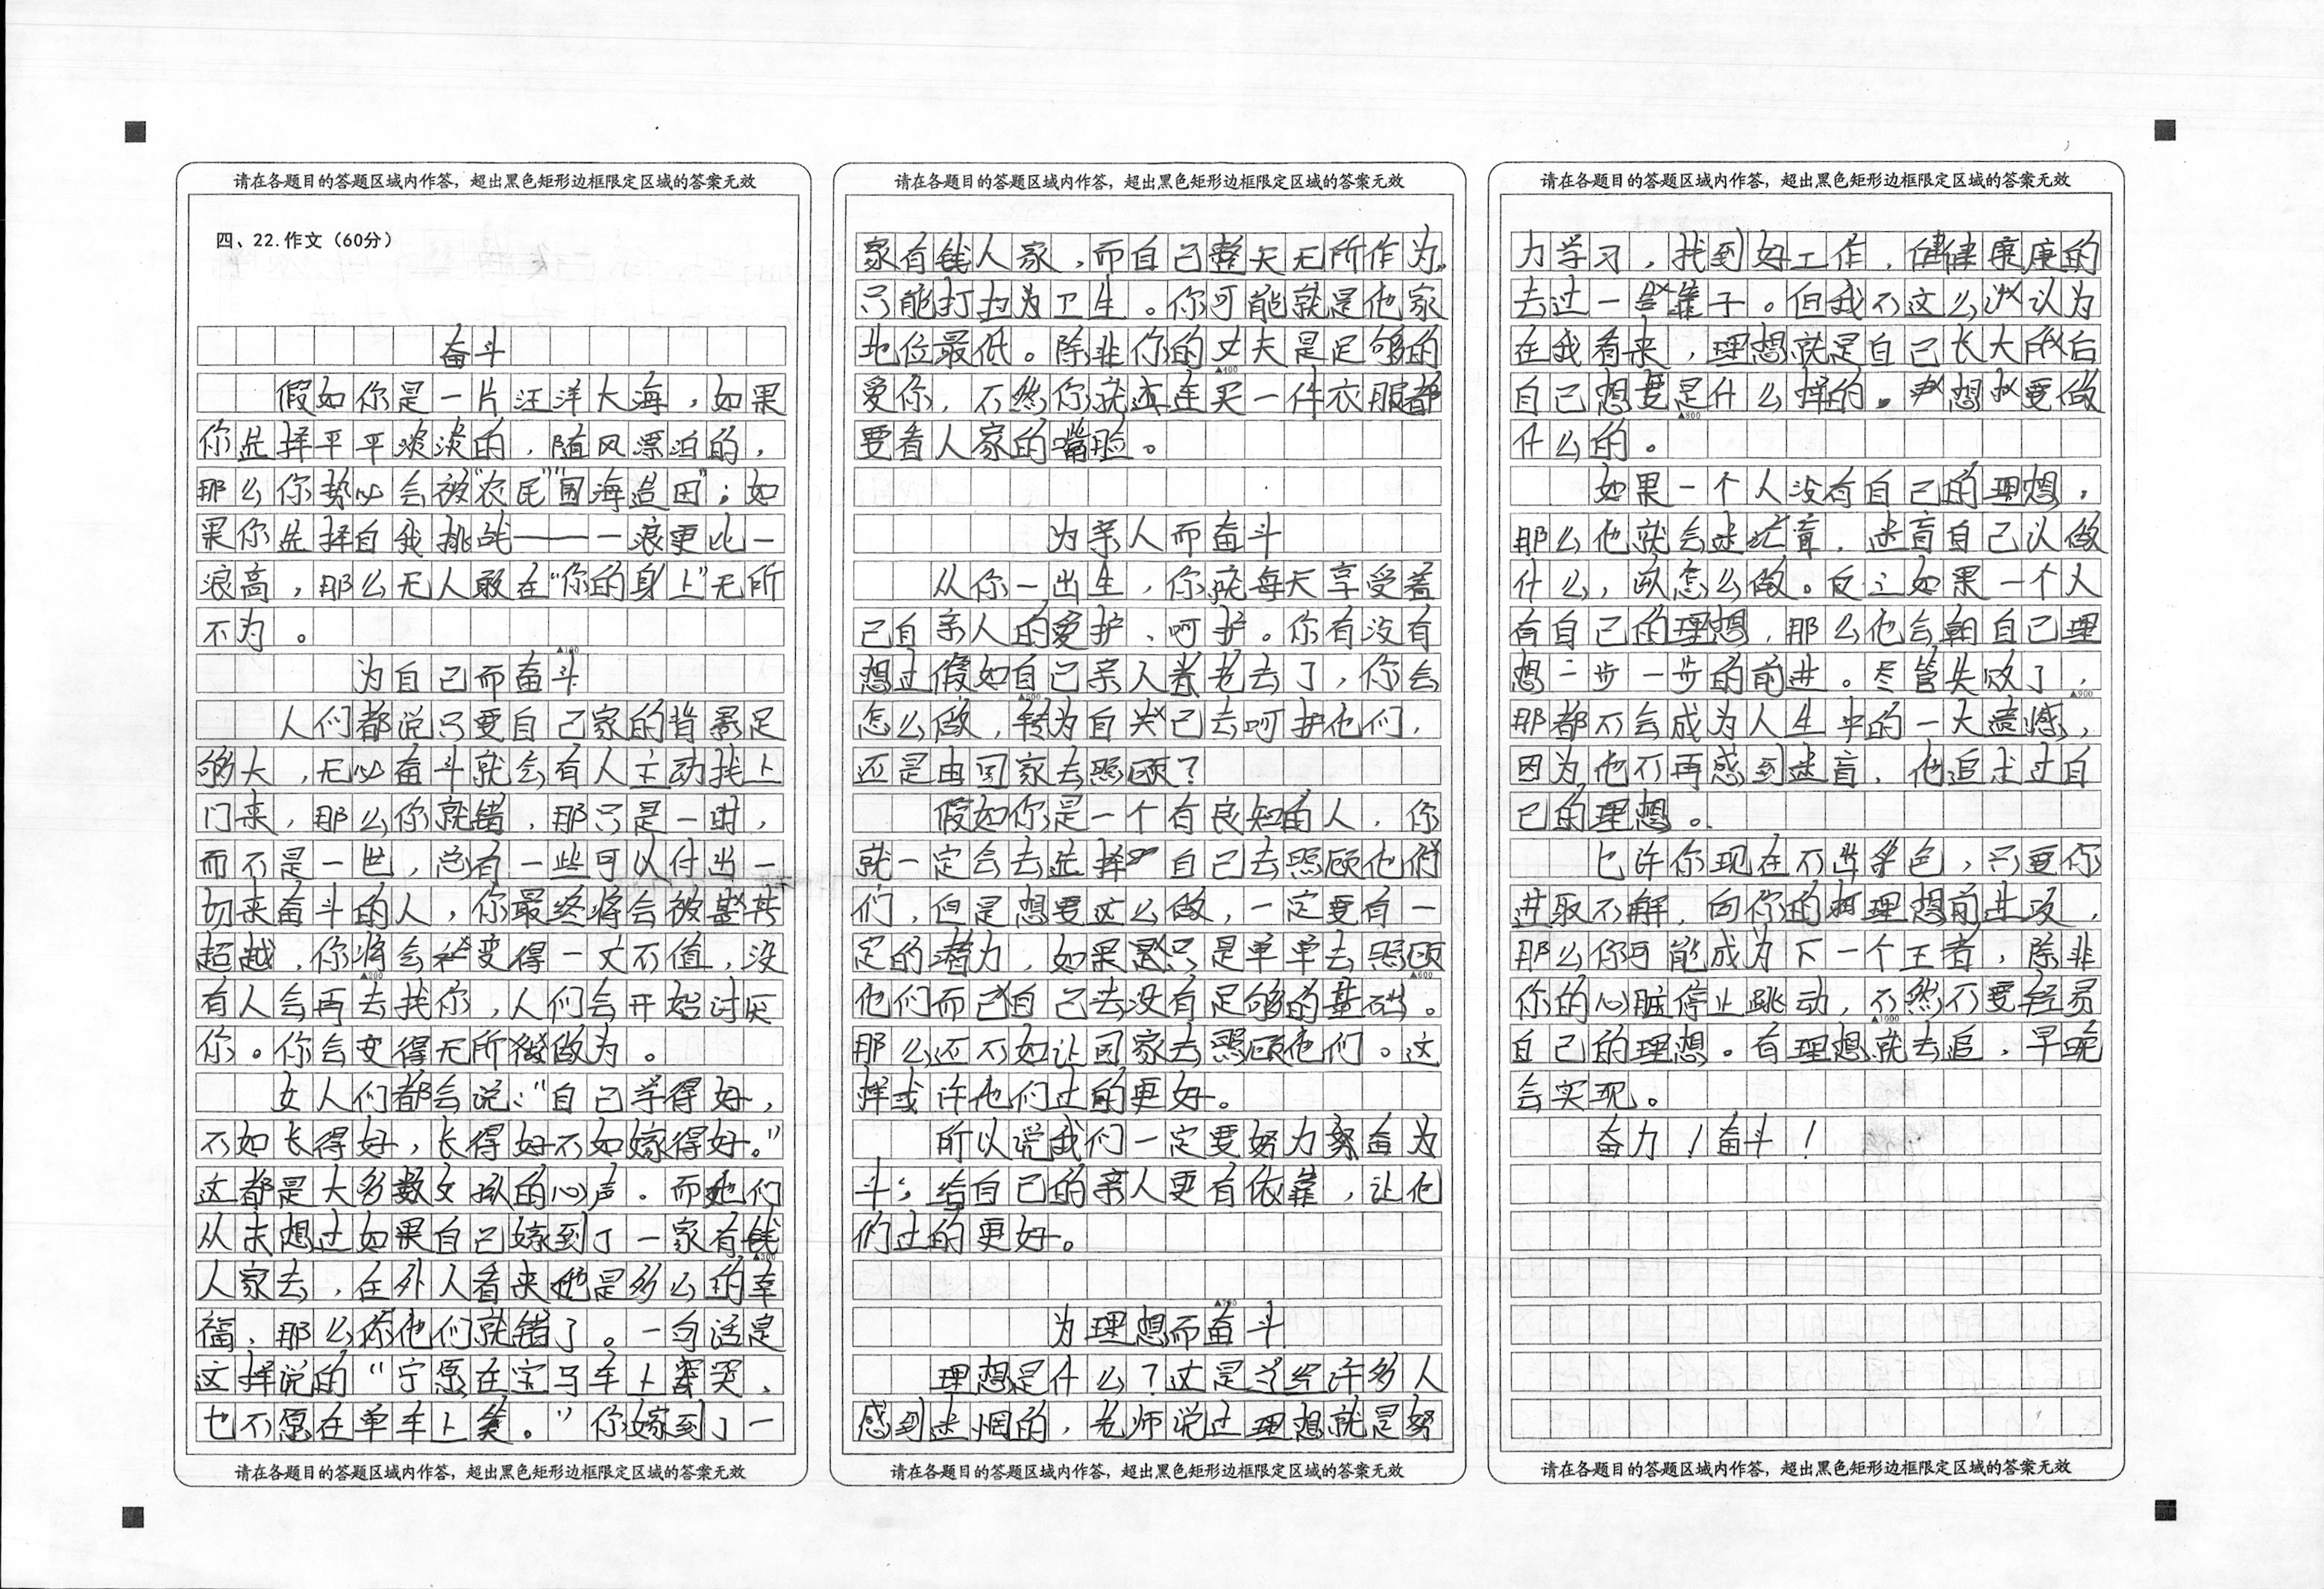 请在各题目的答题区域内作答，超出黑色矩形边框限定区域的答案无效
四、22.作文（60分）
奋斗
假如你是一片汪洋大海，如果
你选择平平淡淡的，随风漂泊的，
那么你势必会被"农民""围海造田"；如
果你选择自我挑战——一浪更比一
浪高，那么无人敢在"你的身上"无所
不为。
▲100
为自己而奋斗
人们都说只要自己家的背景足
够大，无必奋斗就会有人主动找上
门来，那么你就错，那只是一时，
而不是一世，总有一些可以付出一
切来奋斗的人，你最终将会被其
超越，你将会变得一文不值，没
▲200
有人会再去找你，人们会开始讨厌
你。你会变得无所做为。
女人们都会说："自己学得好，
不如长得好，长得好不如嫁得好。"
这都是大多数女孩的心声。而她们
从未想过如果自己嫁到了一家有钱
▲300
人家去，在外人看来她是多么的幸
福，那么你他们就错了。一句话是
这样说的"宁愿在宝马车上哭，
也不愿在单车上笑。"你嫁到了一
请在各题目的答题区域内作答，超出黑色矩形边框限定区域的答案无效
请在各题目的答题区域内作答，超出黑色矩形边框限定区域的答案无效
家有钱人家，而自己整天无所作为。
只能打扫为卫生。你可能就是他家
地位最低。除非你的丈夫是足够的
▲400
爱你，不然你就连买一件衣服都
要看人家的嘴脸。
为亲人而奋斗
从你一出生，你就每天享受着
己自亲人的爱护、呵护。你有没有
想过假如自己亲人老去了，你会
▲500
怎么做，转为自己去呵护他们，
还是由国家去照顾？
假如你是一个有良知的人，你
就一定会去选择自己去照顾他们
们，但是想要这么做，一定要有一
定的潜力，如果只是单单去照顾
▲600
他们而自己去没有足够的基础。
那么还不如让国家去照顾他们。这
样或许他们过的更好。
所以说我们一定要努力奋为
斗；给自己的亲人更有依靠，让他
们过的更好。
▲700
为理想而奋斗
理想是什么？这是曾经许多人
感到迷惘的，老师说过理想就是努
请在各题目的答题区域内作答，超出黑色矩形边框限定区域的答案无效
请在各题目的答题区域内作答，超出黑色矩形边框限定区域的答案无效
力学习，找到好工作，健健康康的
去过一辈子。但我不这么认为
在我看来，理想就是自己长大以后
自己想要是什么样的。想要做
▲800
什么的。
如果一个人没有自己的理想，
那么他就会迷盲，迷盲自己认做
什么，该怎么做。反之如果一个人
有自己的理想，那么他会朝自己理
想一步一步的前进。尽管失败了，
▲900
那都不会成为人生中的一大遗憾，
因为他不再感到迷盲，他追求过自
己的理想。
也许你现在不出色，只要你
进取不懈，向你的理想前进攻，
那么你可能成为下一个王者，除非
你的心脏停止跳动，不然不要轻易
▲1000
自己的理想。有理想就去追，早晚
会实现。
奋力！奋斗！
请在各题目的答题区域内作答，超出黑色矩形边框限定区域的答案无效